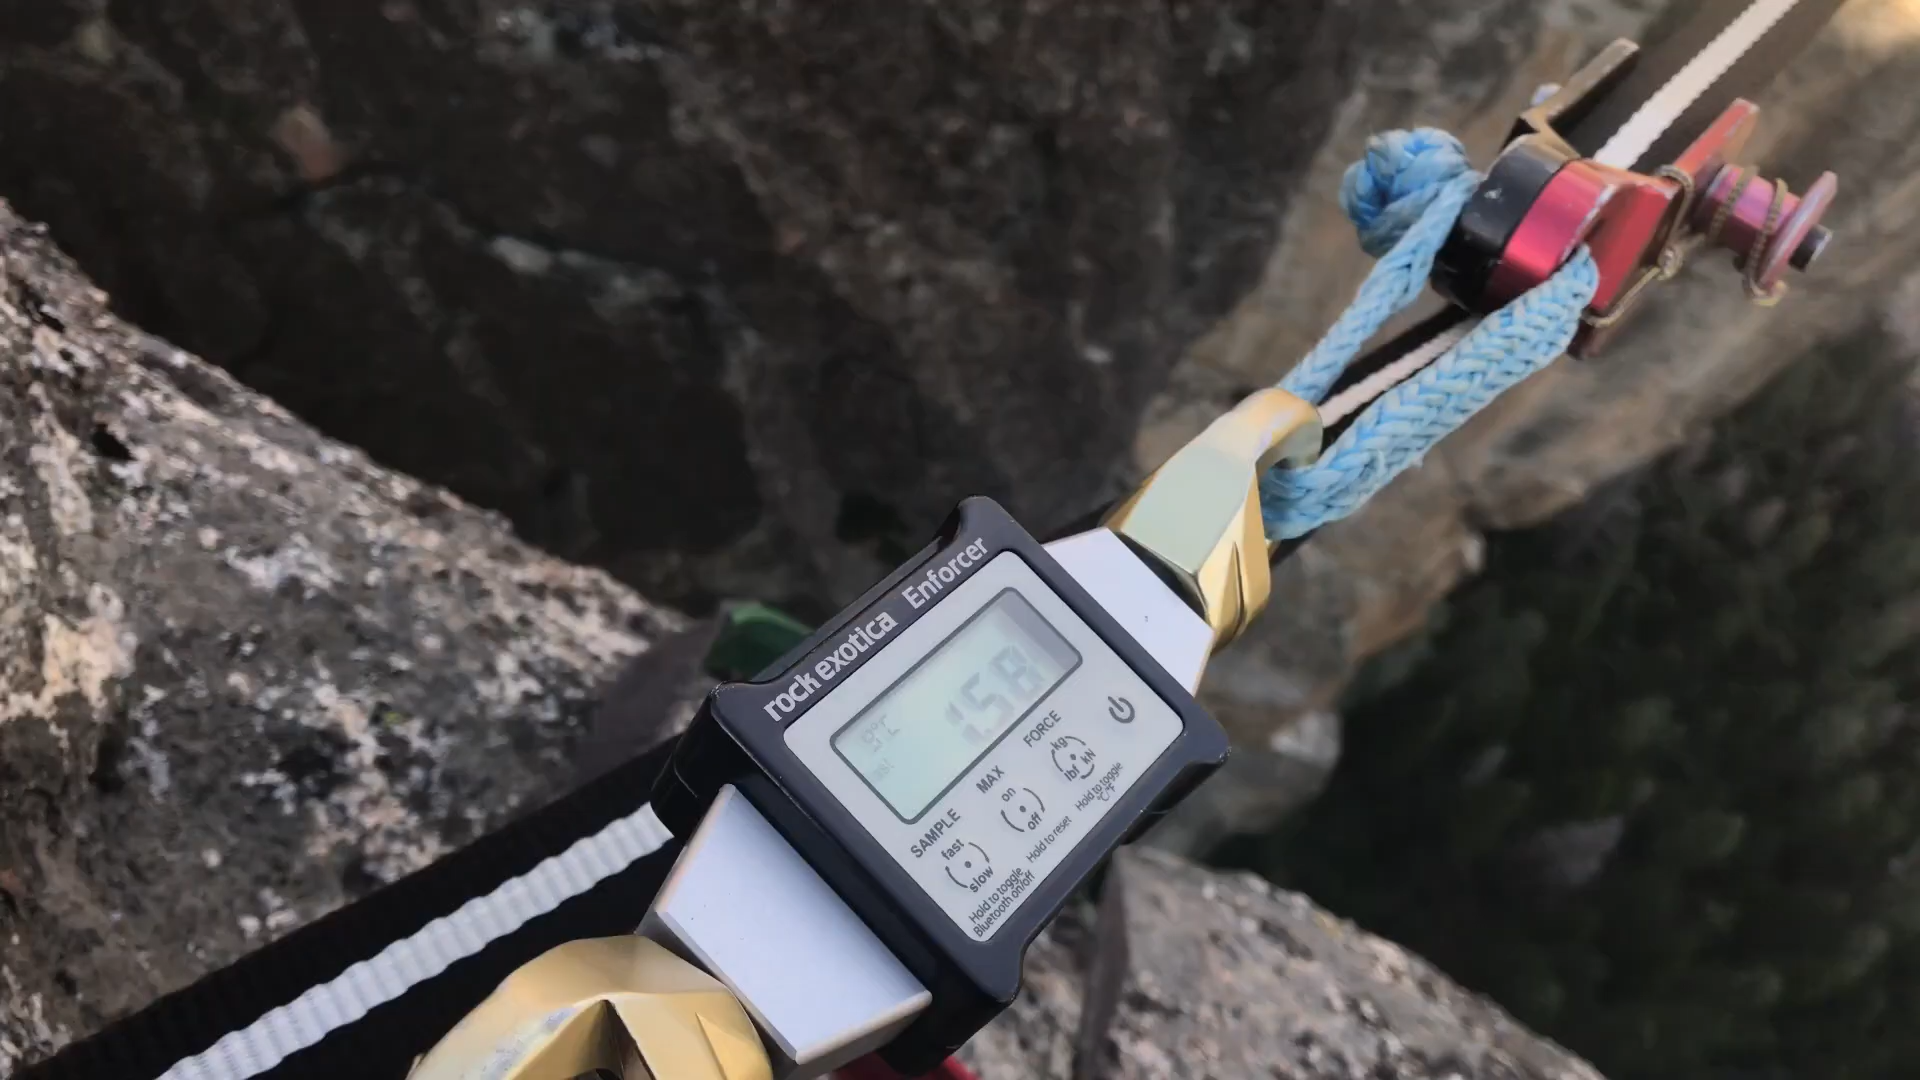 rock exotica Enforcer
9°C
1.58
SAMPLE
fast
slow
Hold to toggle
Bluetooth on/off
MAX
on
off
Hold to reset
FORCE
kg
lbf kN
Hold to toggle
°C/°F